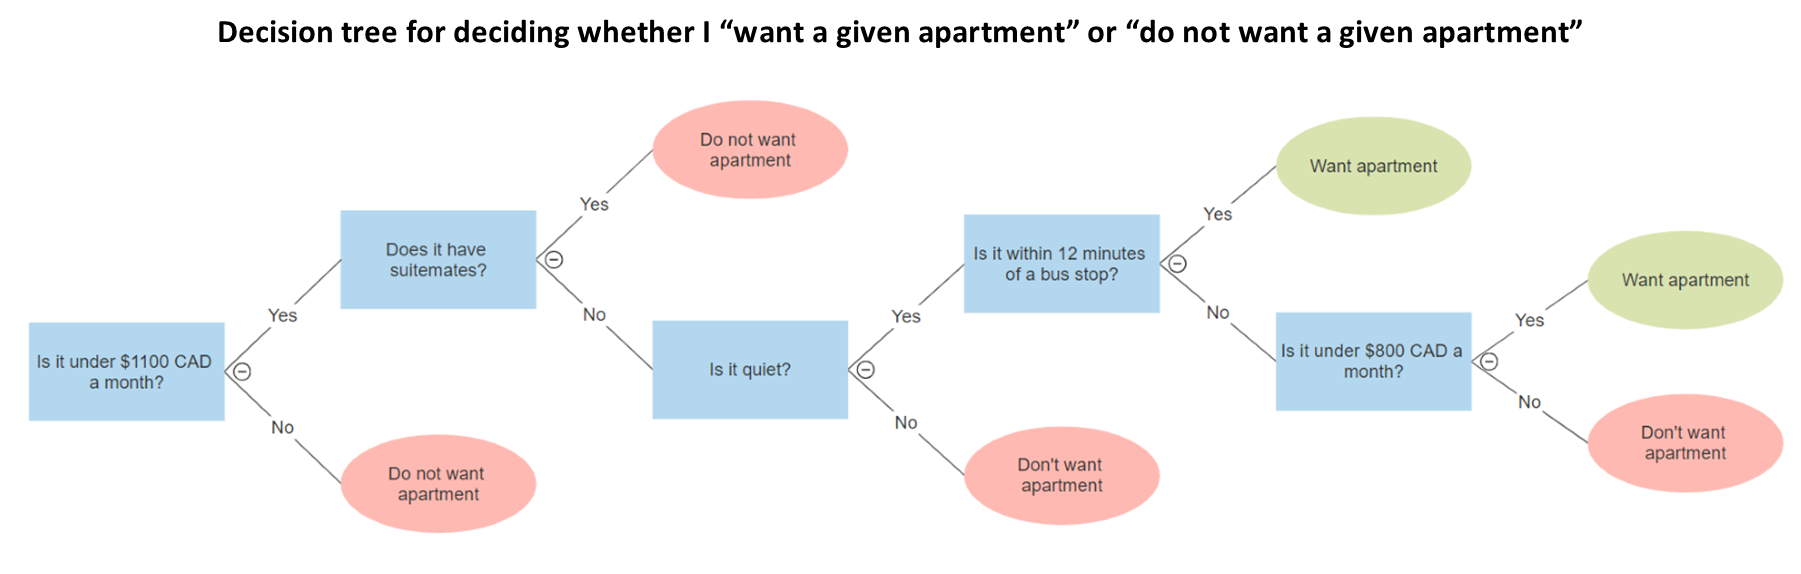 Decision tree for deciding whether I “want a given apartment” or “do not want a given apartment”
Is it under $1100 CAD
a month?
Yes
No
Does it have
suitemates?
Do not want
apartment
Yes
No
Do not want
apartment
Is it quiet?
Yes
No
Is it within 12 minutes
of a bus stop?
Don't want
apartment
Yes
No
Want apartment
Is it under $800 CAD a
month?
Yes
No
Want apartment
Don't want
apartment